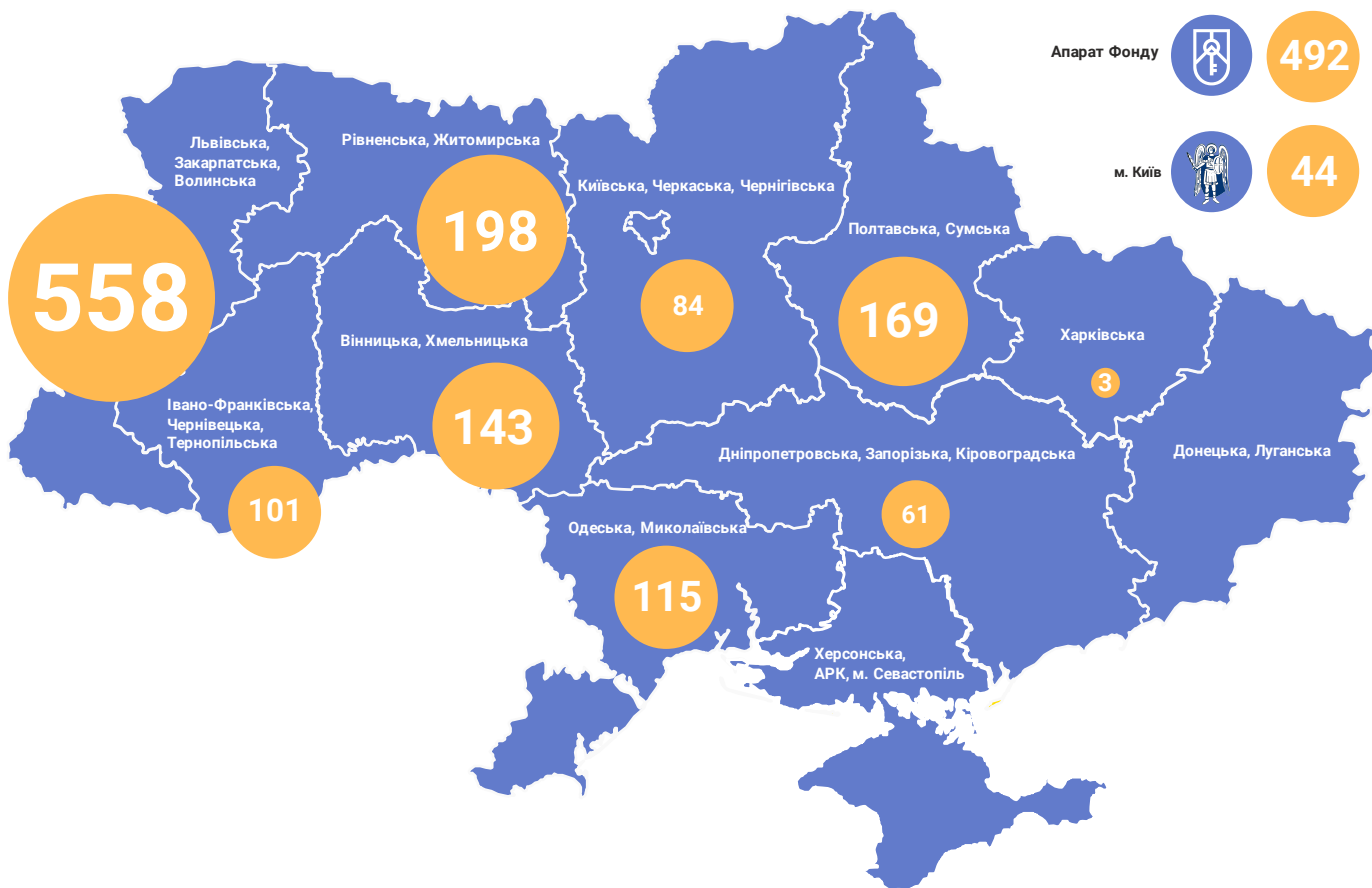 Апарат Фонду
492
м. Київ
44
Львівська,
Закарпатська,
Волинська
558
Рівненська, Житомирська
198
Київська, Черкаська, Чернігівська
84
Полтавська, Сумська
169
Харківська
3
Вінницька, Хмельницька
143
Івано-Франківська,
Чернівецька,
Тернопільська
101
Дніпропетровська, Запорізька, Кіровоградська
61
Донецька, Луганська
Одеська, Миколаївська
115
Херсонська,
АРК, м. Севастопіль